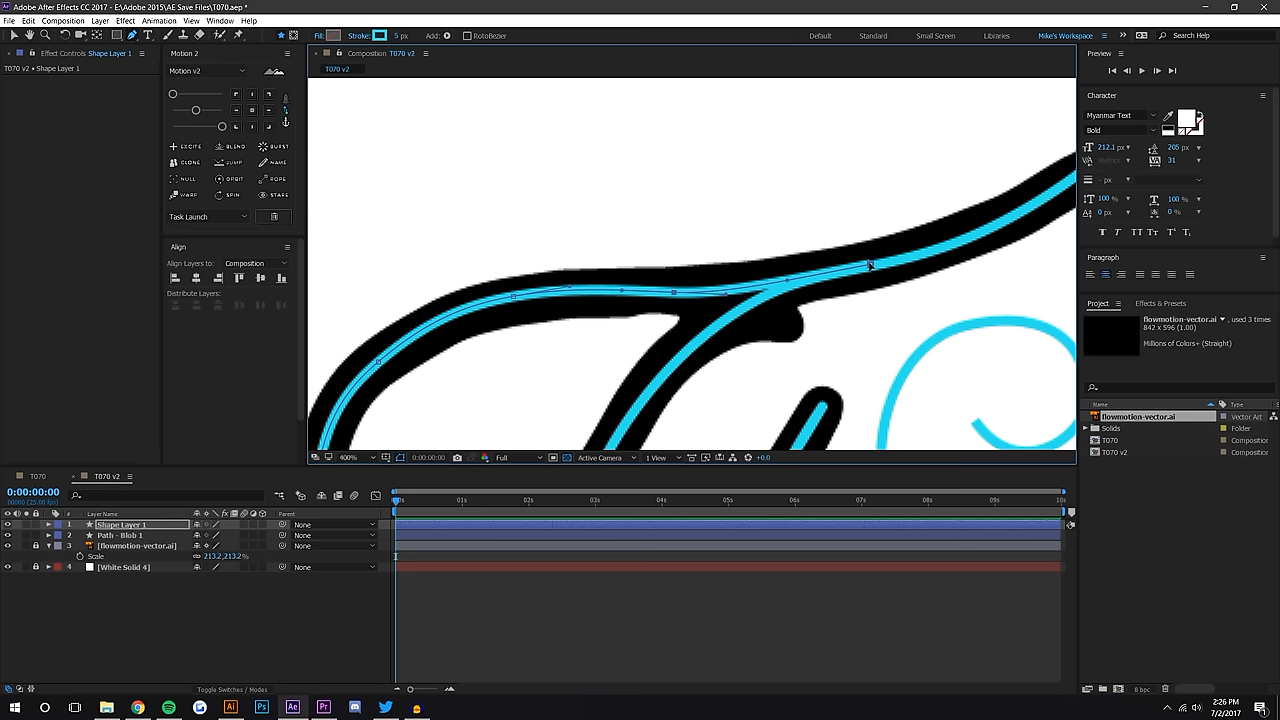 Adobe After Effects CC 2017 - E:\Adobe 2015\AE Save Files\T070.aep *
File Edit Composition Layer Effect Animation View Window Help
Fill: Stroke: 5 px Add: RotoBezier
Default Standard Small Screen Libraries Mike's Workspace Search Help
Effect Controls Shape Layer 1
T070 v2 • Shape Layer 1
Motion 2
Motion v2
EXCITE BLEND BURST
CLONE JUMP NAME
NULL ORBIT ROPE
WARP SPIN STARE
Task Launch
Align
Align Layers to: Composition
Distribute Layers:
Composition T070 v2
T070 v2
400% 0:00:00:00 Full Active Camera 1 View +0.0
Preview
Character
Myanmar Text
Bold
212.1 px 205 px
Metrics 31
- px
100 % 100 %
0 px 0 %
Paragraph
Project Effects & Presets
flowmotion-vector.ai , used 3 times
842 x 596 (1.00)
Millions of Colors+ (Straight)
Name Type
flowmotion-vector.ai Vector Art
Solids Folder
T070 Composition
T070 v2 Composition
8 bpc
T070 T070 v2
0:00:00:00
00000 (25.00 fps)
# Layer Name Parent
00s 01s 02s 03s 04s 05s 06s 07s 08s 09s 10s
1 Shape Layer 1 None
2 Path - Blob 1 None
3 [flowmotion-vector.ai] None
Scale 213.2,213.2%
4 [White Solid 4] None
Toggle Switches / Modes
2:26 PM
7/2/2017